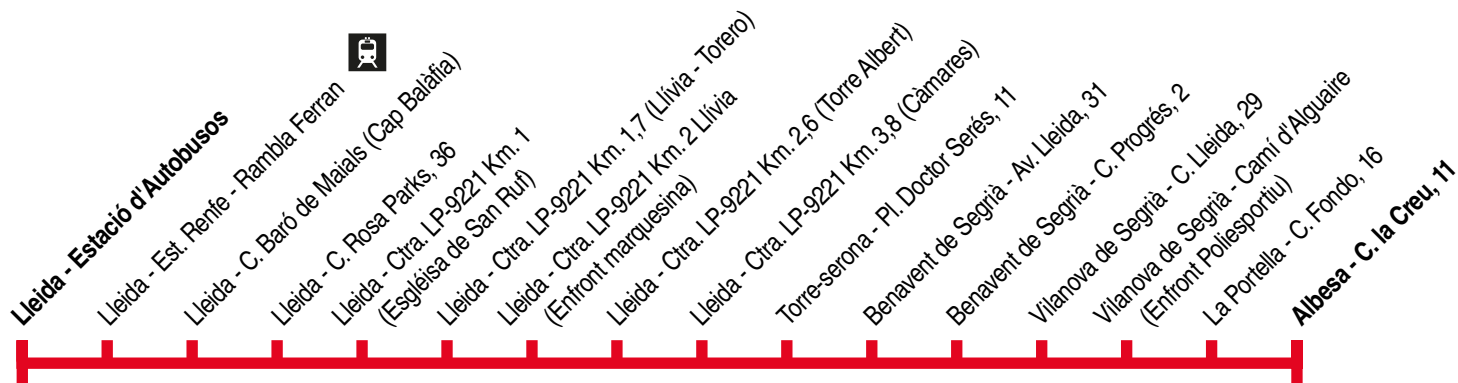 Lleida - Estació d'Autobusos
Lleida - Est. Renfe - Rambla Ferran
Lleida - C. Baró de Maials (Cap Balàfia)
Lleida - C. Rosa Parks, 36
Lleida - Ctra. LP-9221 Km. 1
(Esgléisa de San Ruf)
Lleida - Ctra. LP-9221 Km. 1,7 (Llívia - Torero)
Lleida - Ctra. LP-9221 Km. 2 Llívia
(Enfront marquesina)
Lleida - Ctra. LP-9221 Km. 2,6 (Torre Albert)
Lleida - Ctra. LP-9221 Km. 3,8 (Càmares)
Torre-serona - Pl. Doctor Serés, 11
Benavent de Segrià - Av. Lleida, 31
Benavent de Segrià - C. Progrés, 2
Vilanova de Segrià - C. Lleida, 29
Vilanova de Segrià - Camí d'Alguaire
(Enfront Poliesportiu)
La Portella - C. Fondo, 16
Albesa - C. la Creu, 11